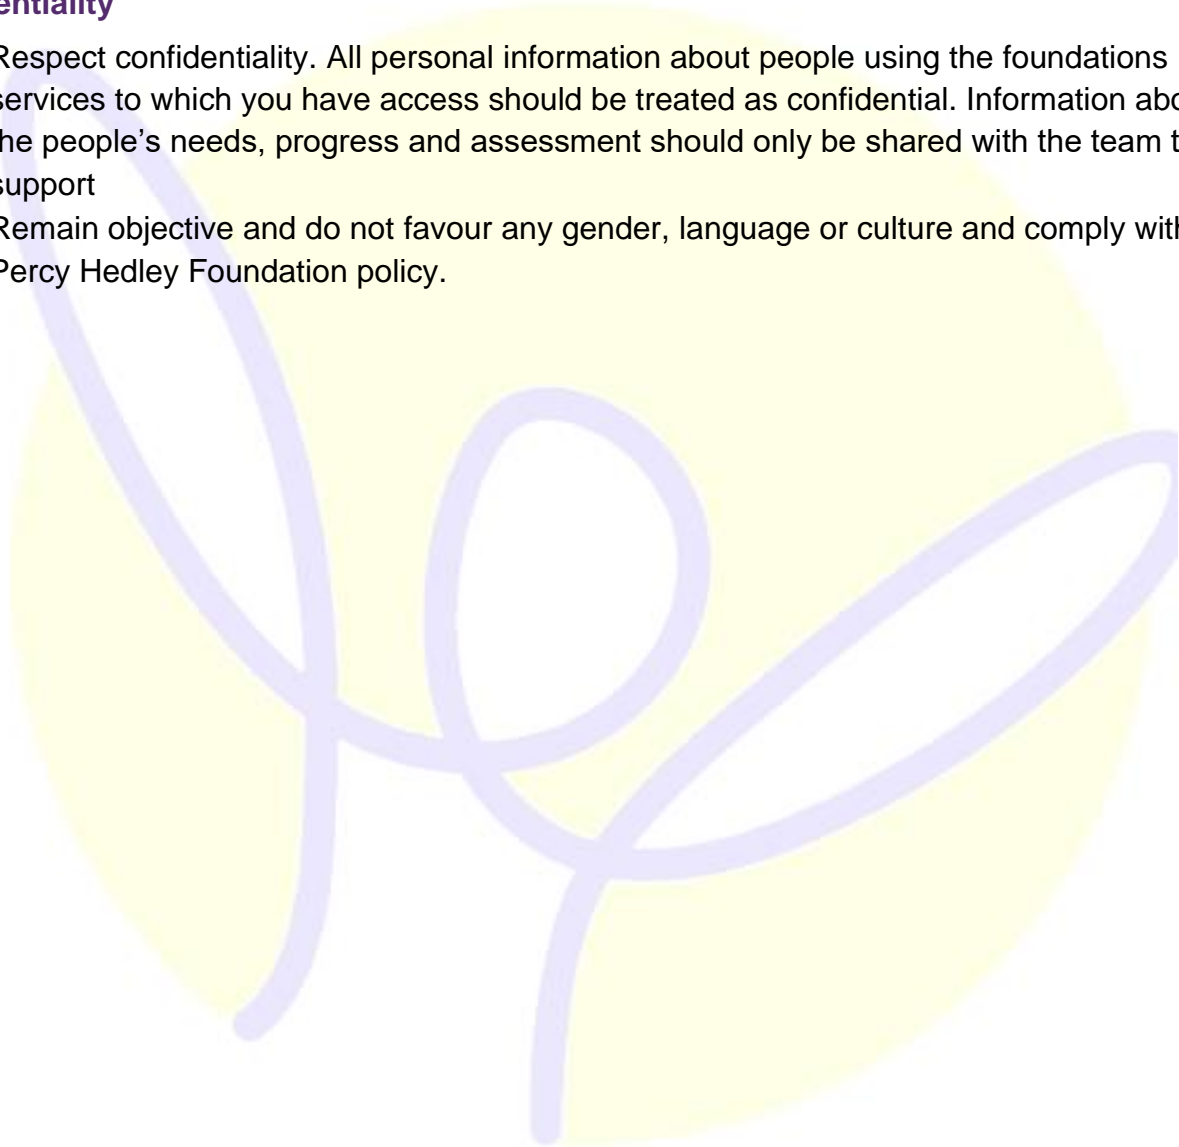 entiality
Respect confidentiality. All personal information about people using the foundations
services to which you have access should be treated as confidential. Information abo
the people's needs, progress and assessment should only be shared with the team t
support
Remain objective and do not favour any gender, language or culture and comply with
Percy Hedley Foundation policy.